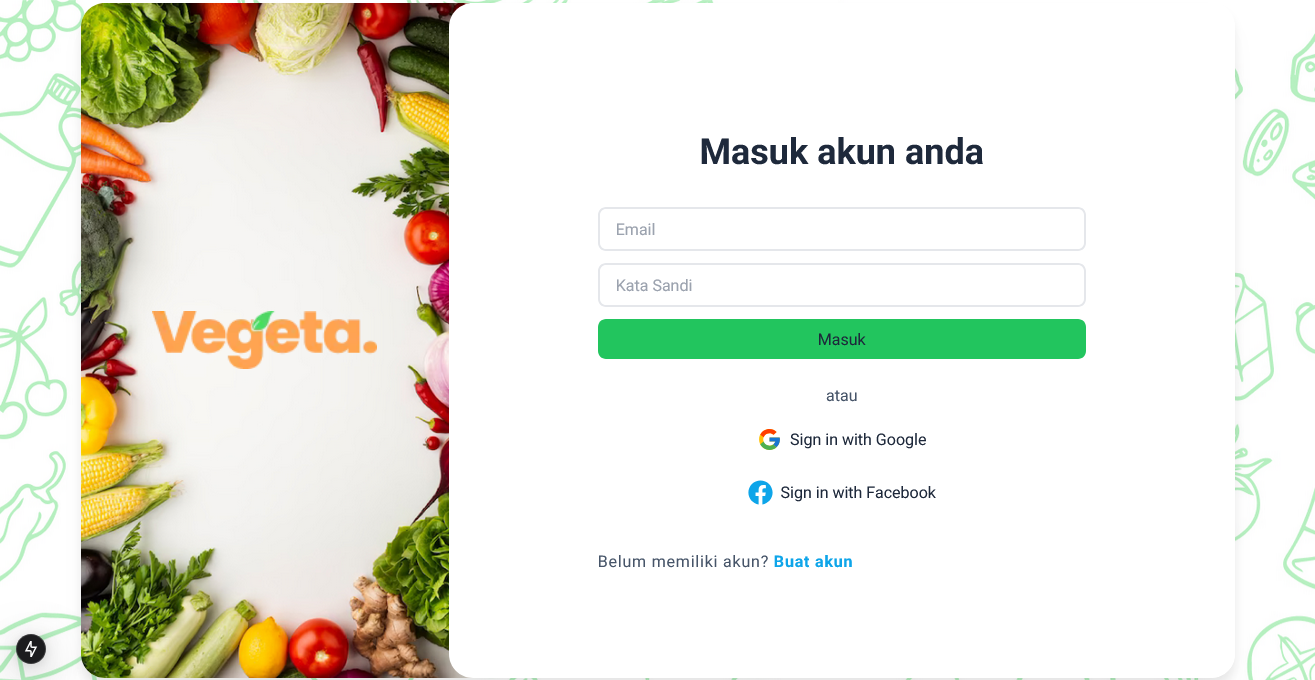 Vegeta.
Masuk akun anda
Email
Kata Sandi
Masuk
atau
Sign in with Google
Sign in with Facebook
Belum memiliki akun? Buat akun